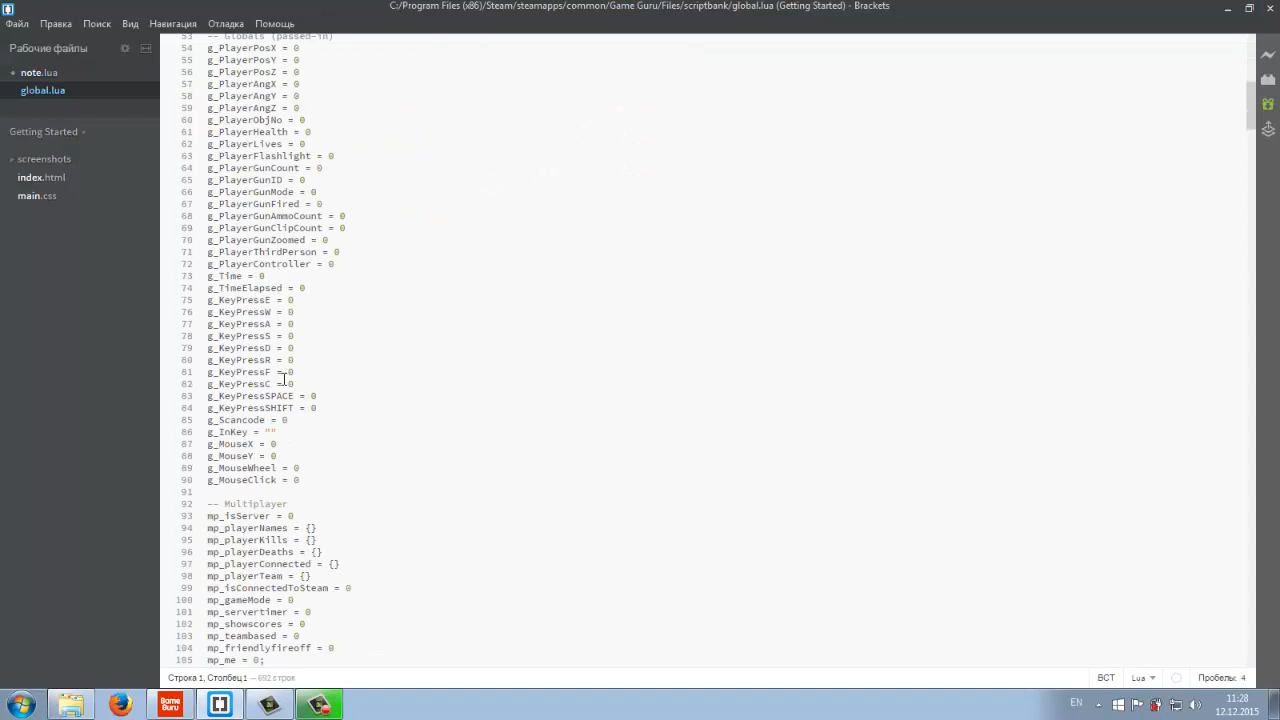 C:/Program Files (x86)/Steam/steamapps/common/Game Guru/Files/scriptbank/global.lua (Getting Started) - Brackets
Файл Правка Поиск Вид Навигация Отладка Помощь
Рабочие файлы
note.lua
global.lua
Getting Started
screenshots
index.html
main.css
53 -- Globals (passed-in)
54 g_PlayerPosX = 0
55 g_PlayerPosY = 0
56 g_PlayerPosZ = 0
57 g_PlayerAngX = 0
58 g_PlayerAngY = 0
59 g_PlayerAngZ = 0
60 g_PlayerObjNo = 0
61 g_PlayerHealth = 0
62 g_PlayerLives = 0
63 g_PlayerFlashlight = 0
64 g_PlayerGunCount = 0
65 g_PlayerGunID = 0
66 g_PlayerGunMode = 0
67 g_PlayerGunFired = 0
68 g_PlayerGunAmmoCount = 0
69 g_PlayerGunClipCount = 0
70 g_PlayerGunZoomed = 0
71 g_PlayerThirdPerson = 0
72 g_PlayerController = 0
73 g_Time = 0
74 g_TimeElapsed = 0
75 g_KeyPressE = 0
76 g_KeyPressW = 0
77 g_KeyPressA = 0
78 g_KeyPressS = 0
79 g_KeyPressD = 0
80 g_KeyPressR = 0
81 g_KeyPressF = 0
82 g_KeyPressC = 0
83 g_KeyPressSPACE = 0
84 g_KeyPressSHIFT = 0
85 g_Scancode = 0
86 g_InKey = ""
87 g_MouseX = 0
88 g_MouseY = 0
89 g_MouseWheel = 0
90 g_MouseClick = 0
91
92 -- Multiplayer
93 mp_isServer = 0
94 mp_playerNames = {}
95 mp_playerKills = {}
96 mp_playerDeaths = {}
97 mp_playerConnected = {}
98 mp_playerTeam = {}
99 mp_isConnectedToSteam = 0
100 mp_gameMode = 0
101 mp_servertimer = 0
102 mp_showscores = 0
103 mp_teambased = 0
104 mp_friendlyfireoff = 0
105 mp_me = 0;
Строка 1, Столбец 1 — 692 строк
ВСТ Lua Пробелы: 4
Game Guru
EN
11:28
12.12.2015